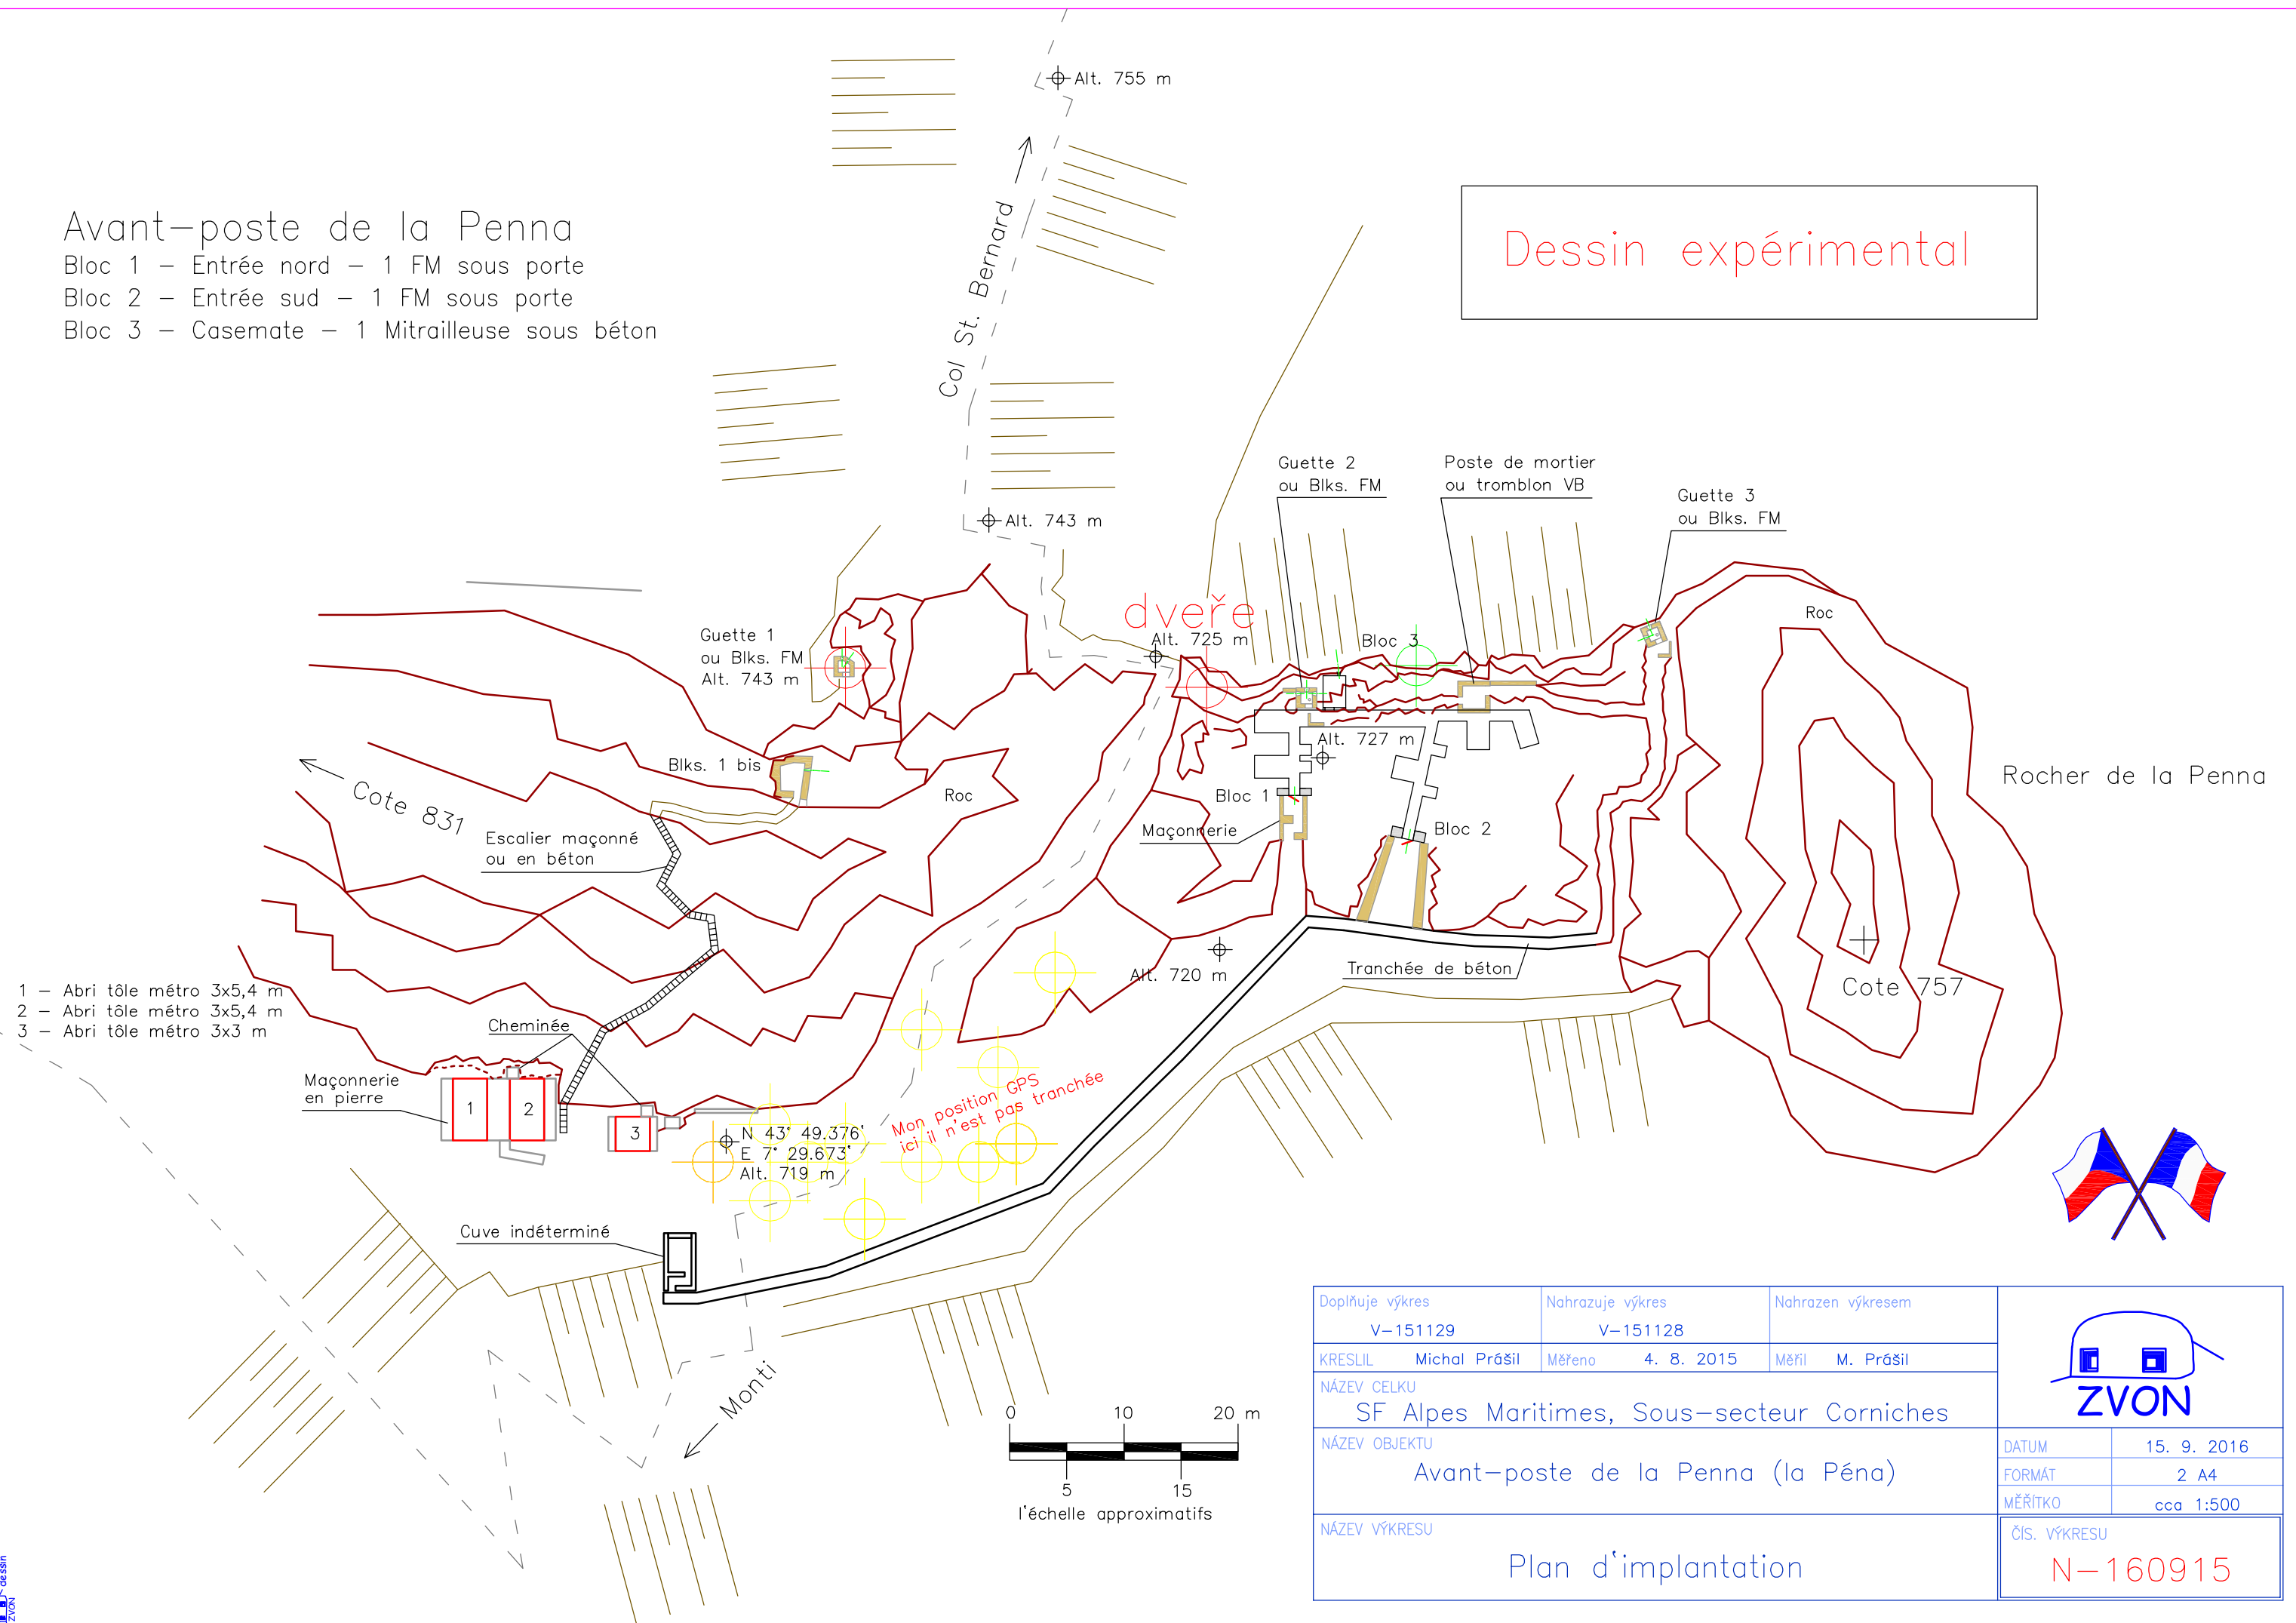 Alt. 755 m
Avant-poste de la Penna
Bloc 1 - Entrée nord - 1 FM sous porte
Bloc 2 - Entrée sud - 1 FM sous porte
Bloc 3 - Casemate - 1 Mitrailleuse sous béton
Dessin expérimental
Col St. Bernard
Guette 2
ou Blks. FM
Poste de mortier
ou tromblon VB
Guette 3
ou Blks. FM
Alt. 743 m
dveře
Alt. 725 m
Bloc 3
Roc
Guette 1
ou Blks. FM
Alt. 743 m
Alt. 727 m
Blks. 1 bis
Roc
Bloc 1
Rocher de la Penna
Cote 831
Escalier maçonné
ou en béton
Maçonnerie
Bloc 2
Alt. 720 m
Tranchée de béton
Cote 757
1 - Abri tôle métro 3x5,4 m
2 - Abri tôle métro 3x5,4 m
3 - Abri tôle métro 3x3 m
Cheminée
Maçonnerie
en pierre
1
2
3
Mon position GPS
ici il n'est pas tranchée
N 43° 49.376'
E 7° 29.673'
Alt. 719 m
Cuve indéterminé
Monti
0 10 20 m
5 15
l'échelle approximatifs
Doplňuje výkres
V-151129
Nahrazuje výkres
V-151128
Nahrazen výkresem
KRESLIL Michal Prášil
Měřeno 4. 8. 2015
Měřil M. Prášil
NÁZEV CELKU
SF Alpes Maritimes, Sous-secteur Corniches
NÁZEV OBJEKTU
Avant-poste de la Penna (la Péna)
NÁZEV VÝKRESU
Plan d'implantation
ZVON
DATUM 15. 9. 2016
FORMÁT 2 A4
MĚŘÍTKO cca 1:500
ČÍS. VÝKRESU
N-160915
dessin
ZVON